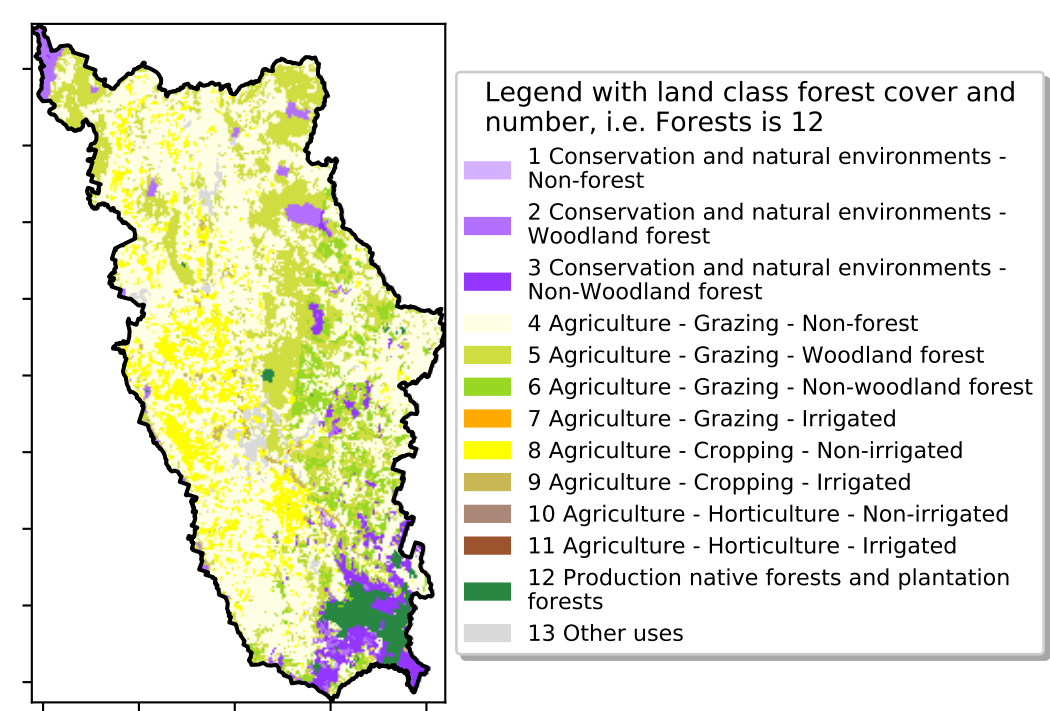 Legend with land class forest cover and
number, i.e. Forests is 12
1 Conservation and natural environments -
Non-forest
2 Conservation and natural environments -
Woodland forest
3 Conservation and natural environments -
Non-Woodland forest
4 Agriculture - Grazing - Non-forest
5 Agriculture - Grazing - Woodland forest
6 Agriculture - Grazing - Non-woodland forest
7 Agriculture - Grazing - Irrigated
8 Agriculture - Cropping - Non-irrigated
9 Agriculture - Cropping - Irrigated
10 Agriculture - Horticulture - Non-irrigated
11 Agriculture - Horticulture - Irrigated
12 Production native forests and plantation
forests
13 Other uses